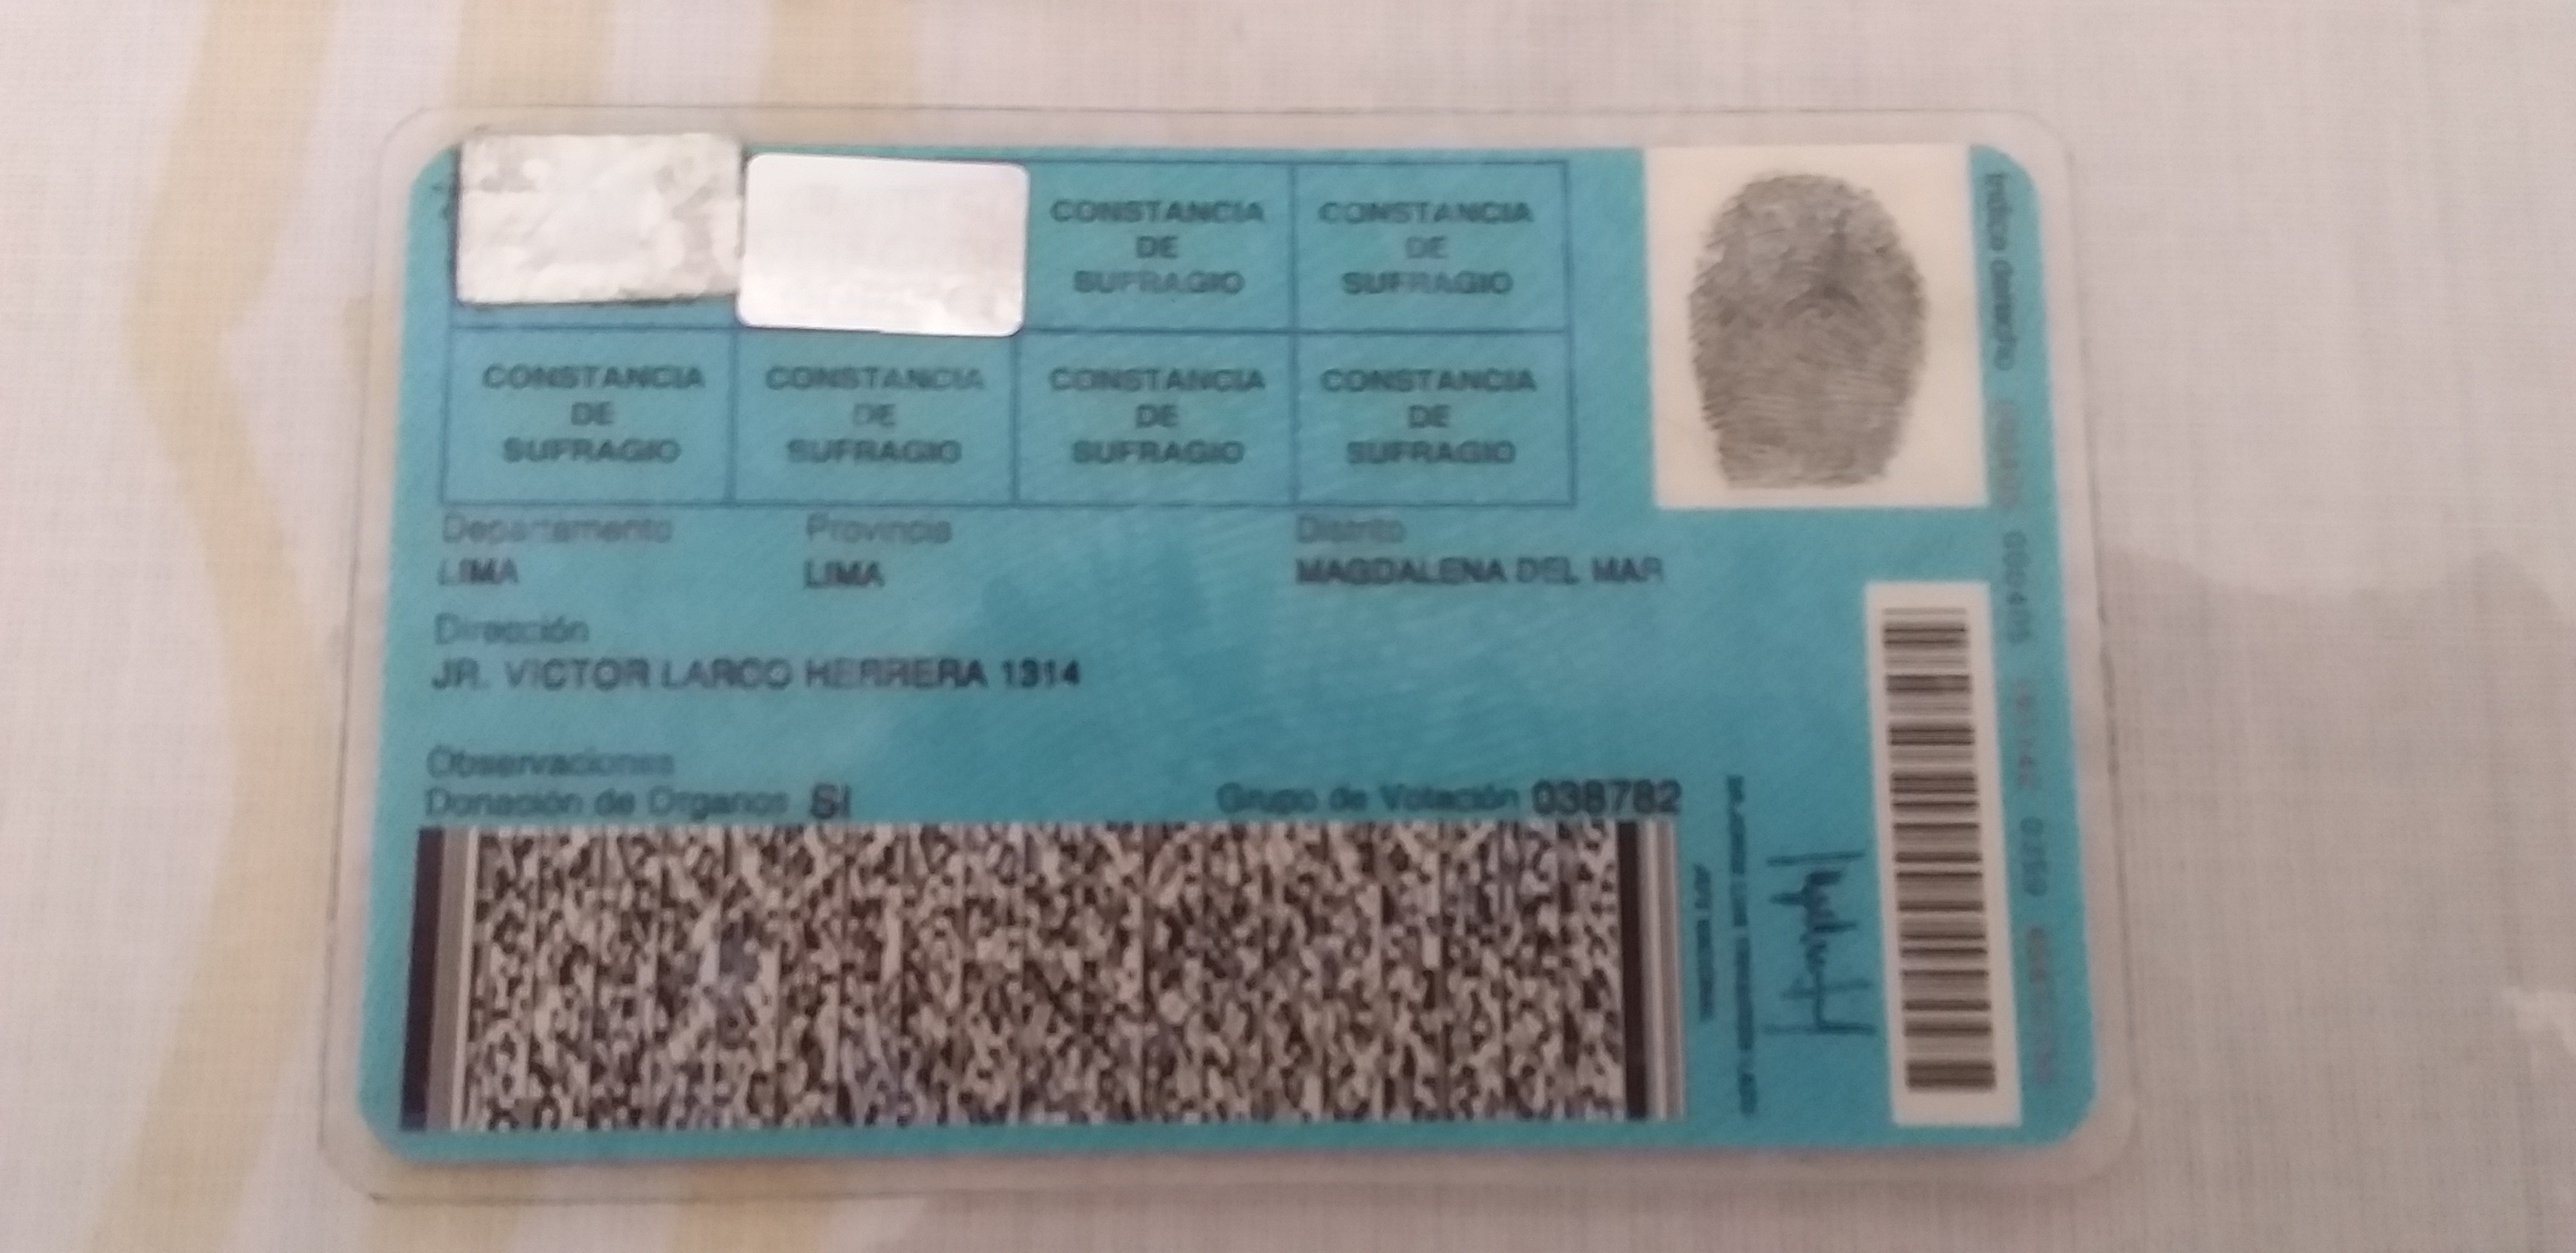 CONSTANCIA DE SUFRAGIO
CONSTANCIA DE SUFRAGIO
CONSTANCIA DE SUFRAGIO
CONSTANCIA DE SUFRAGIO
CONSTANCIA DE SUFRAGIO
CONSTANCIA DE SUFRAGIO
Indice derecho
Departamento Provincia Distrito
LIMA LIMA MAGDALENA DEL MAR
Dirección
JR. VICTOR LARCO HERRERA 1314
Observaciones
Donación de Organos SI Grupo de Votación 038782